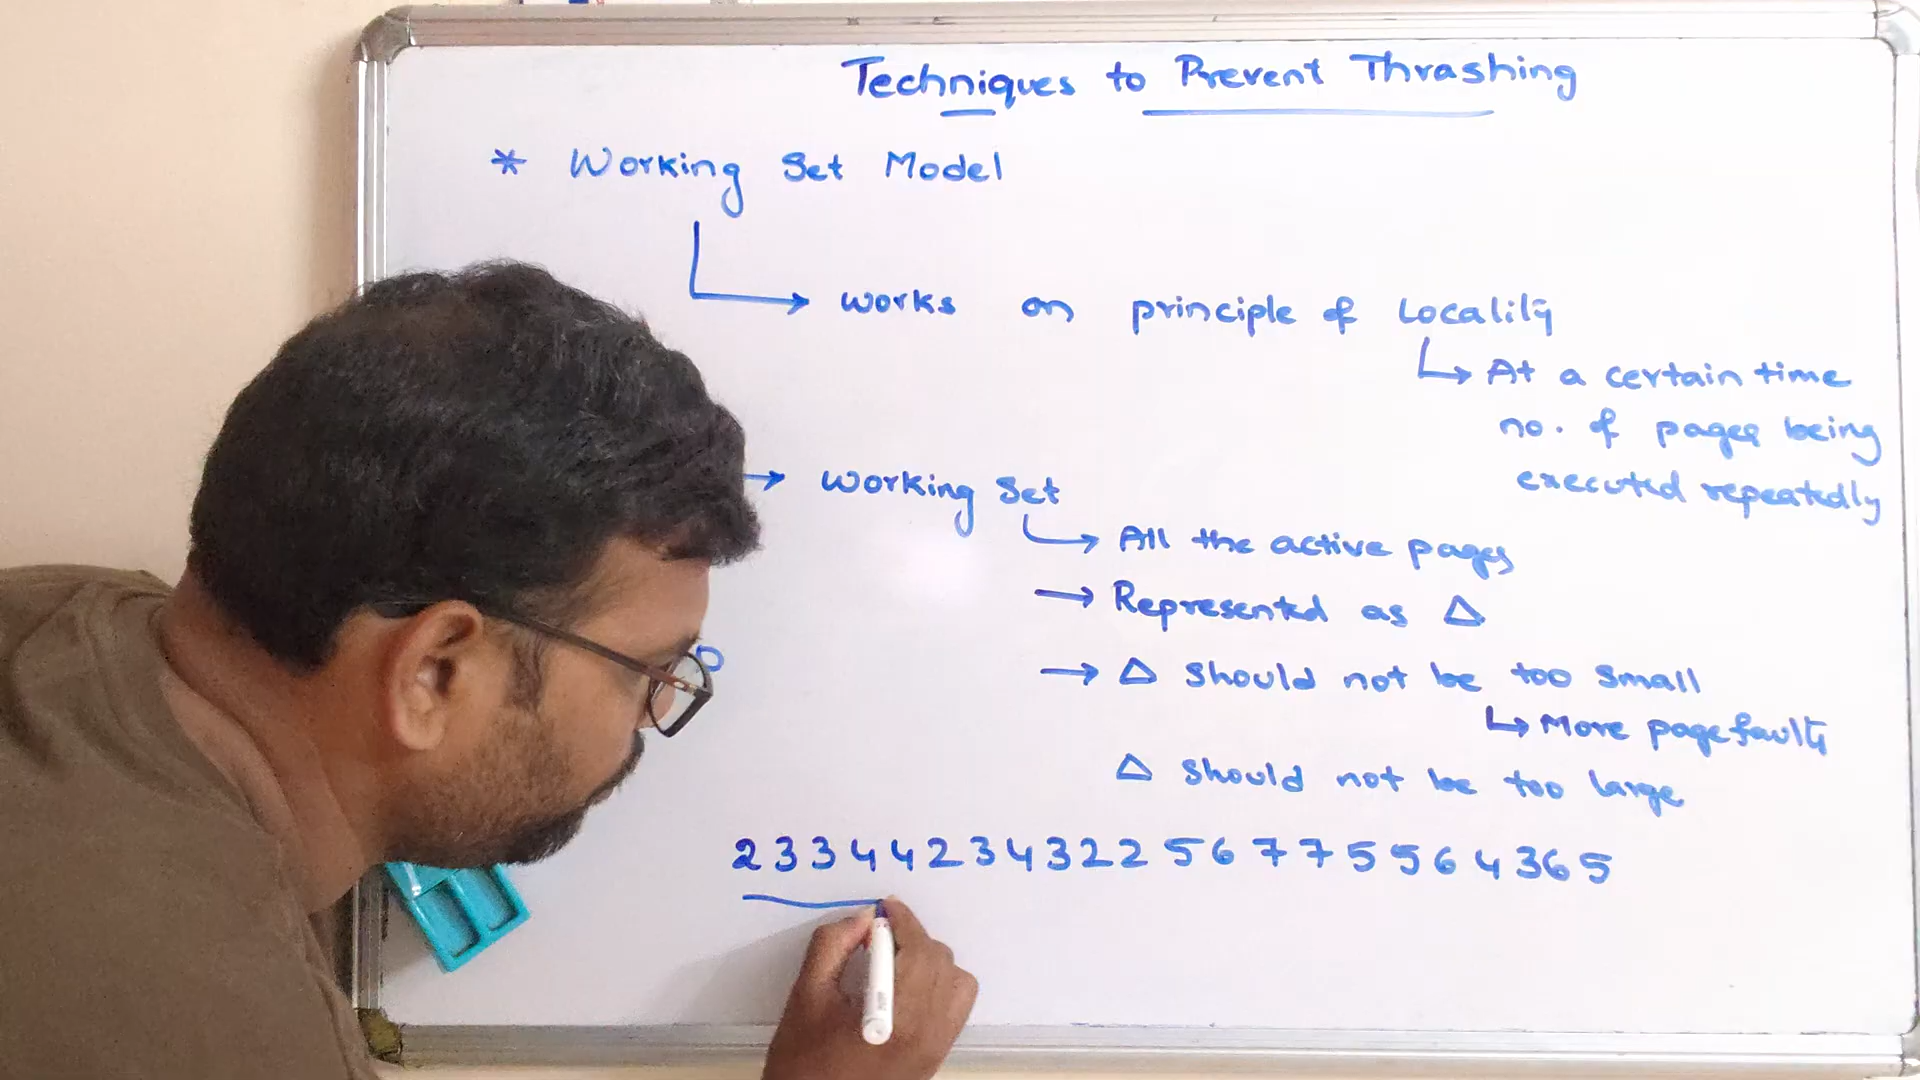 Techniques to Prevent Thrashing
* Working Set Model
→ works on principle of Locality
→ At a certain time
no. of pages being
executed repeatedly
→ Working Set
→ All the active pages
→ Represented as Δ
→ Δ should not be too small
→ More page faults
Δ should not be too large
2 3 3 4 4 2 3 4 3 2 2 5 6 7 7 5 5 6 4 3 6 5